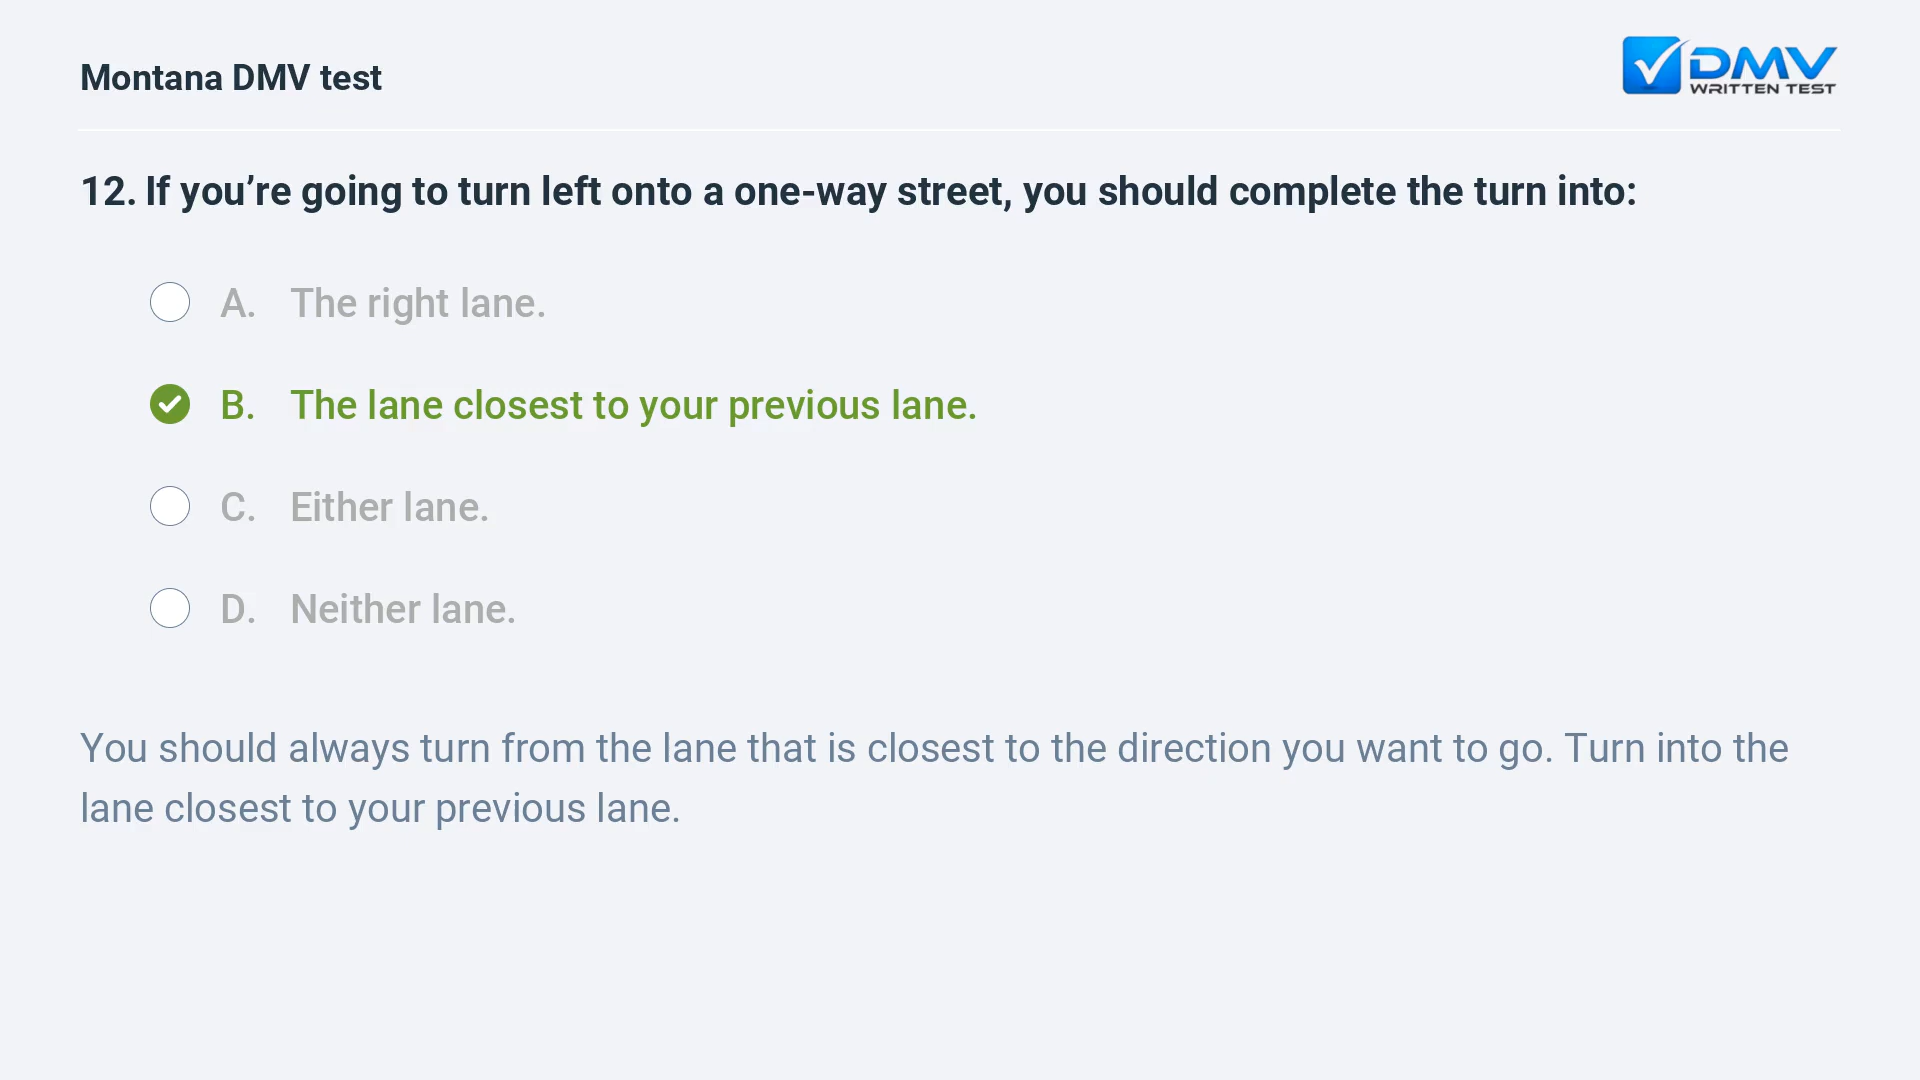 Montana DMV test
DMV
WRITTEN TEST
12. If you’re going to turn left onto a one-way street, you should complete the turn into:
A. The right lane.
B. The lane closest to your previous lane.
C. Either lane.
D. Neither lane.
You should always turn from the lane that is closest to the direction you want to go. Turn into the
lane closest to your previous lane.